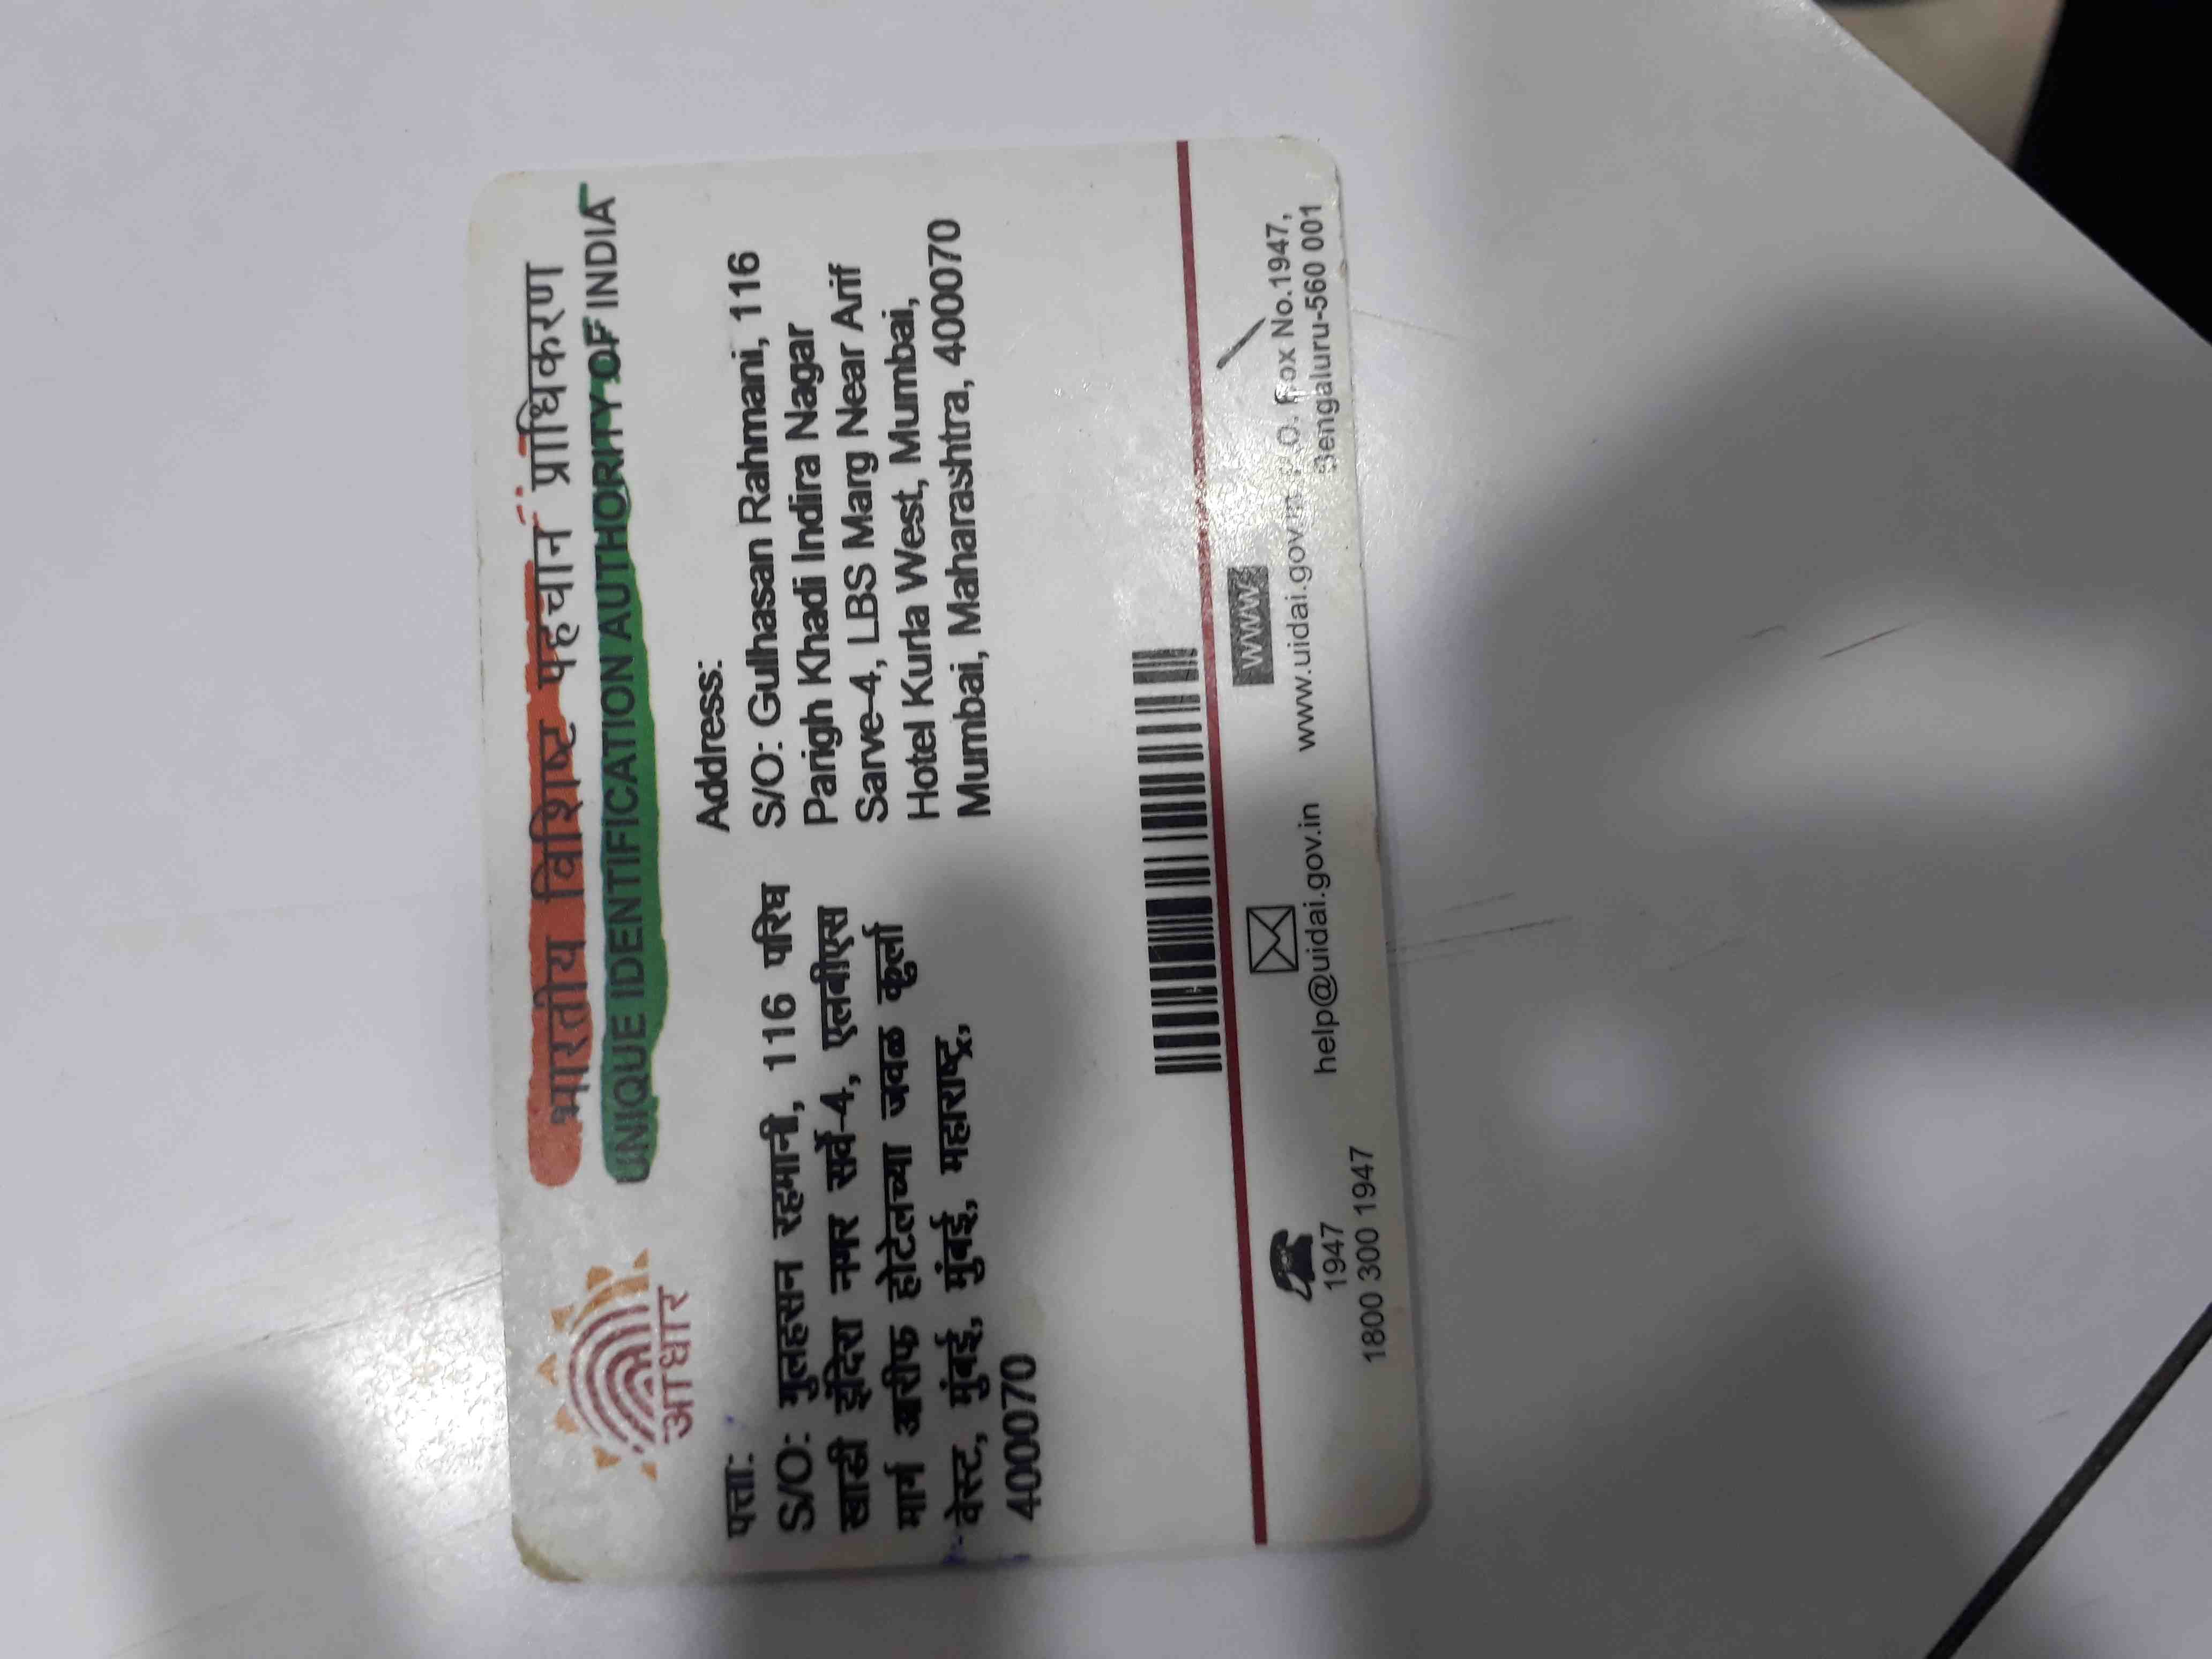 भारतीय विशिष्ट पहचान प्राधिकरण
UNIQUE IDENTIFICATION AUTHORITY OF INDIA
आधार
पत्ता:
S/O: गुलहसन रहमानी, 116 परिघ
खाडी इंदिरा नगर सर्वे-4, एलबीएस
मार्ग अरीफ होटेलच्या जवळ कुर्ला
वेस्ट, मुंबई, मुंबई, महाराष्ट्र,
400070
Address:
S/O: Gulhasan Rahmani, 116
Parigh Khadi Indira Nagar
Sarve-4, LBS Marg Near Arif
Hotel Kurla West, Mumbai,
Mumbai, Maharashtra, 400070
1947
1800 300 1947
help@uidai.gov.in
WWW
www.uidai.gov.in
P.O. Box No.1947,
Bengaluru-560 001